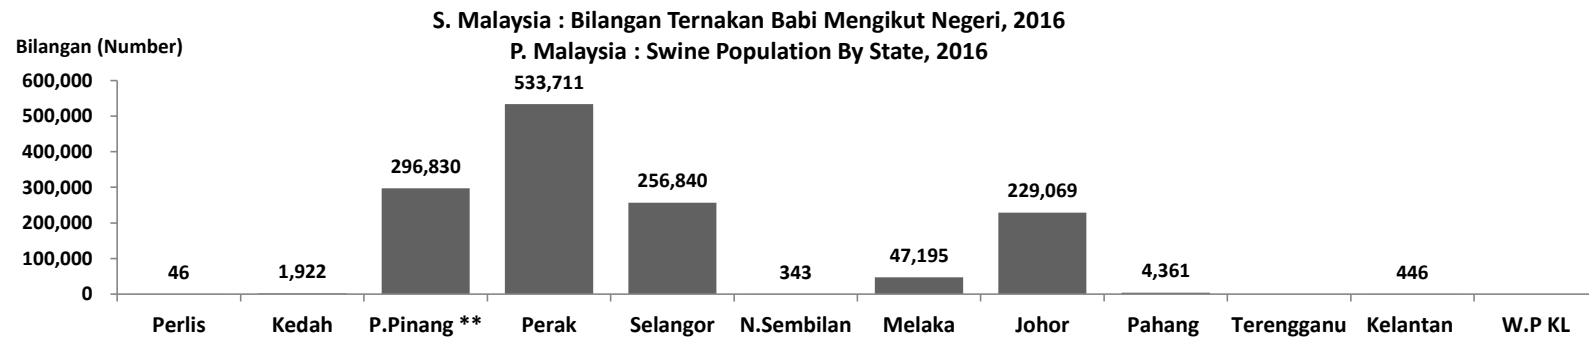 S. Malaysia : Bilangan Ternakan Babi Mengikut Negeri, 2016
P. Malaysia : Swine Population By State, 2016
Bilangan (Number)
600,000
500,000
400,000
300,000
200,000
100,000
0
46
1,922
296,830
533,711
256,840
343
47,195
229,069
4,361
446
Perlis
Kedah
P.Pinang **
Perak
Selangor
N.Sembilan
Melaka
Johor
Pahang
Terengganu
Kelantan
W.P KL